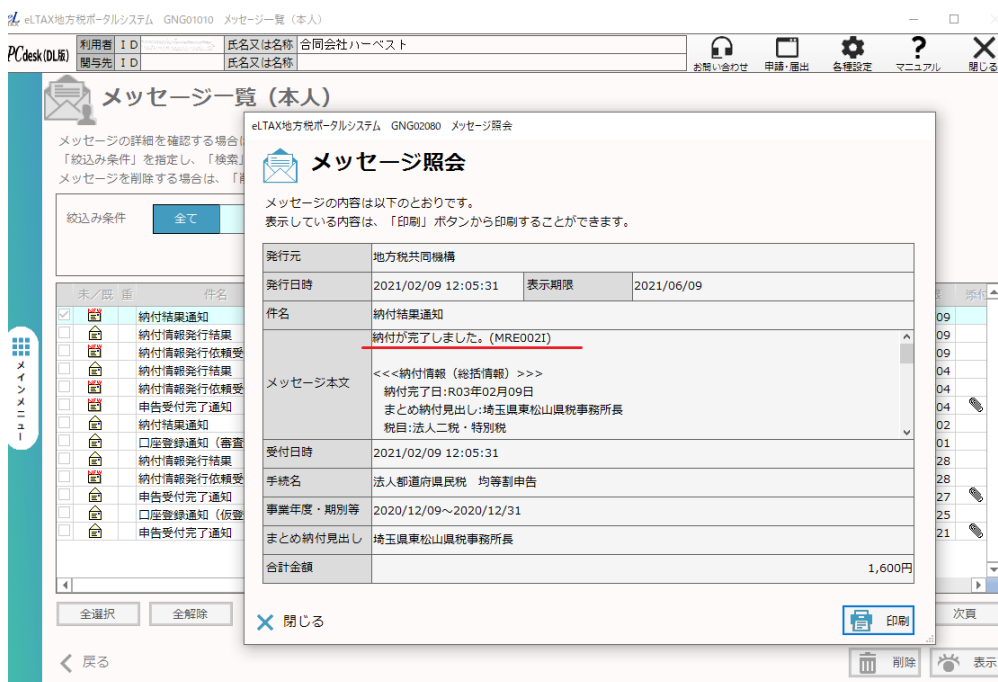 eLTAX地方税ポータルシステム GNG01010 メッセージ一覧（本人）
PCdesk(DL版)
利用者 ＩＤ 氏名又は名称 合同会社ハーベスト
関与先 ＩＤ 氏名又は名称
お問い合わせ 申請・届出 各種設定 マニュアル 閉じる
メッセージ一覧（本人）
メッセージの詳細を確認する場合
「絞込み条件」を指定し、「検索」
メッセージを削除する場合は、「
絞込み条件 全て
未／既 重 件名 添付
納付結果通知 09
納付情報発行結果 09
納付情報発行依頼受 09
納付情報発行結果 04
納付情報発行依頼受 04
申告受付完了通知 04
納付結果通知 02
口座登録通知（審査 01
納付情報発行結果 28
納付情報発行依頼受 28
申告受付完了通知 27
口座登録通知（仮登 25
申告受付完了通知 21
メインメニュー
全選択 全解除 次頁
戻る 削除 表示
eLTAX地方税ポータルシステム GNG02080 メッセージ照会
メッセージ照会
メッセージの内容は以下のとおりです。
表示している内容は、「印刷」ボタンから印刷することができます。
発行元 地方税共同機構
発行日時 2021/02/09 12:05:31 表示期限 2021/06/09
件名 納付結果通知
メッセージ本文
納付が完了しました。(MRE002I)
<<<納付情報（総括情報）>>>
納付完了日:R03年02月09日
まとめ納付見出し:埼玉県東松山県税事務所長
税目:法人二税・特別税
受付日時 2021/02/09 12:05:31
手続名 法人都道府県民税 均等割申告
事業年度・期別等 2020/12/09～2020/12/31
まとめ納付見出し 埼玉県東松山県税事務所長
合計金額 1,600円
閉じる 印刷